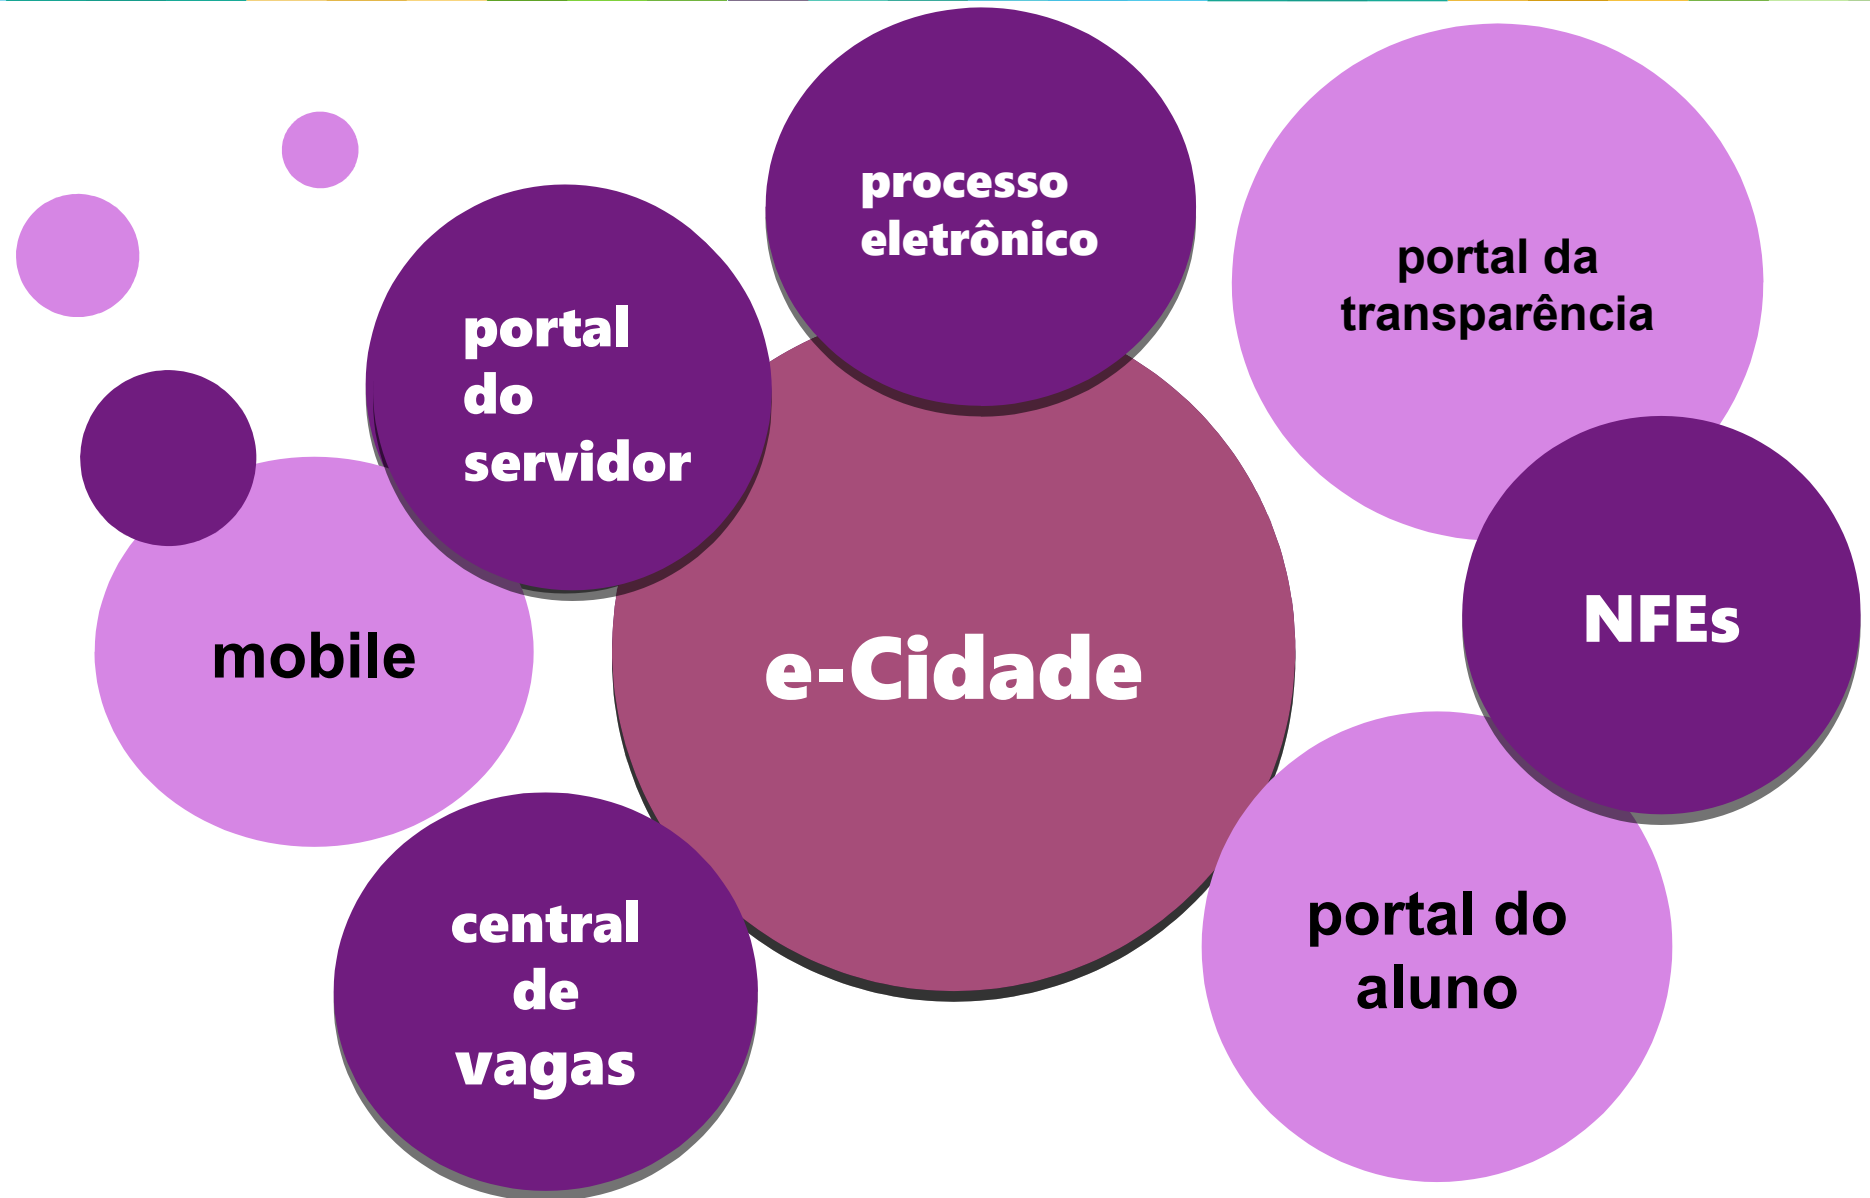 processo
eletrônico
portal da
transparência
portal
do
servidor
NFEs
mobile
e-Cidade
central
de
vagas
portal do
aluno